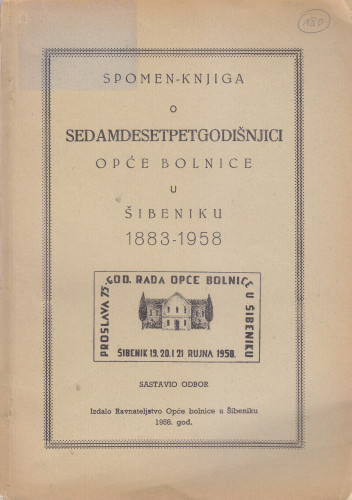 180
SPOMEN-KNJIGA
O
SEDAMDESETPETGODIŠNJICI
OPĆE BOLNICE
U
ŠIBENIKU
1883-1958
PROSLAVA 75 GOD. RADA OPĆE BOLNICE U ŠIBENIKU
ŠIBENIK 19. 20. I 21 RUJNA 1958.
SASTAVIO ODBOR
Izdalo Ravnateljstvo Opće bolnice u Šibeniku
1958. god.